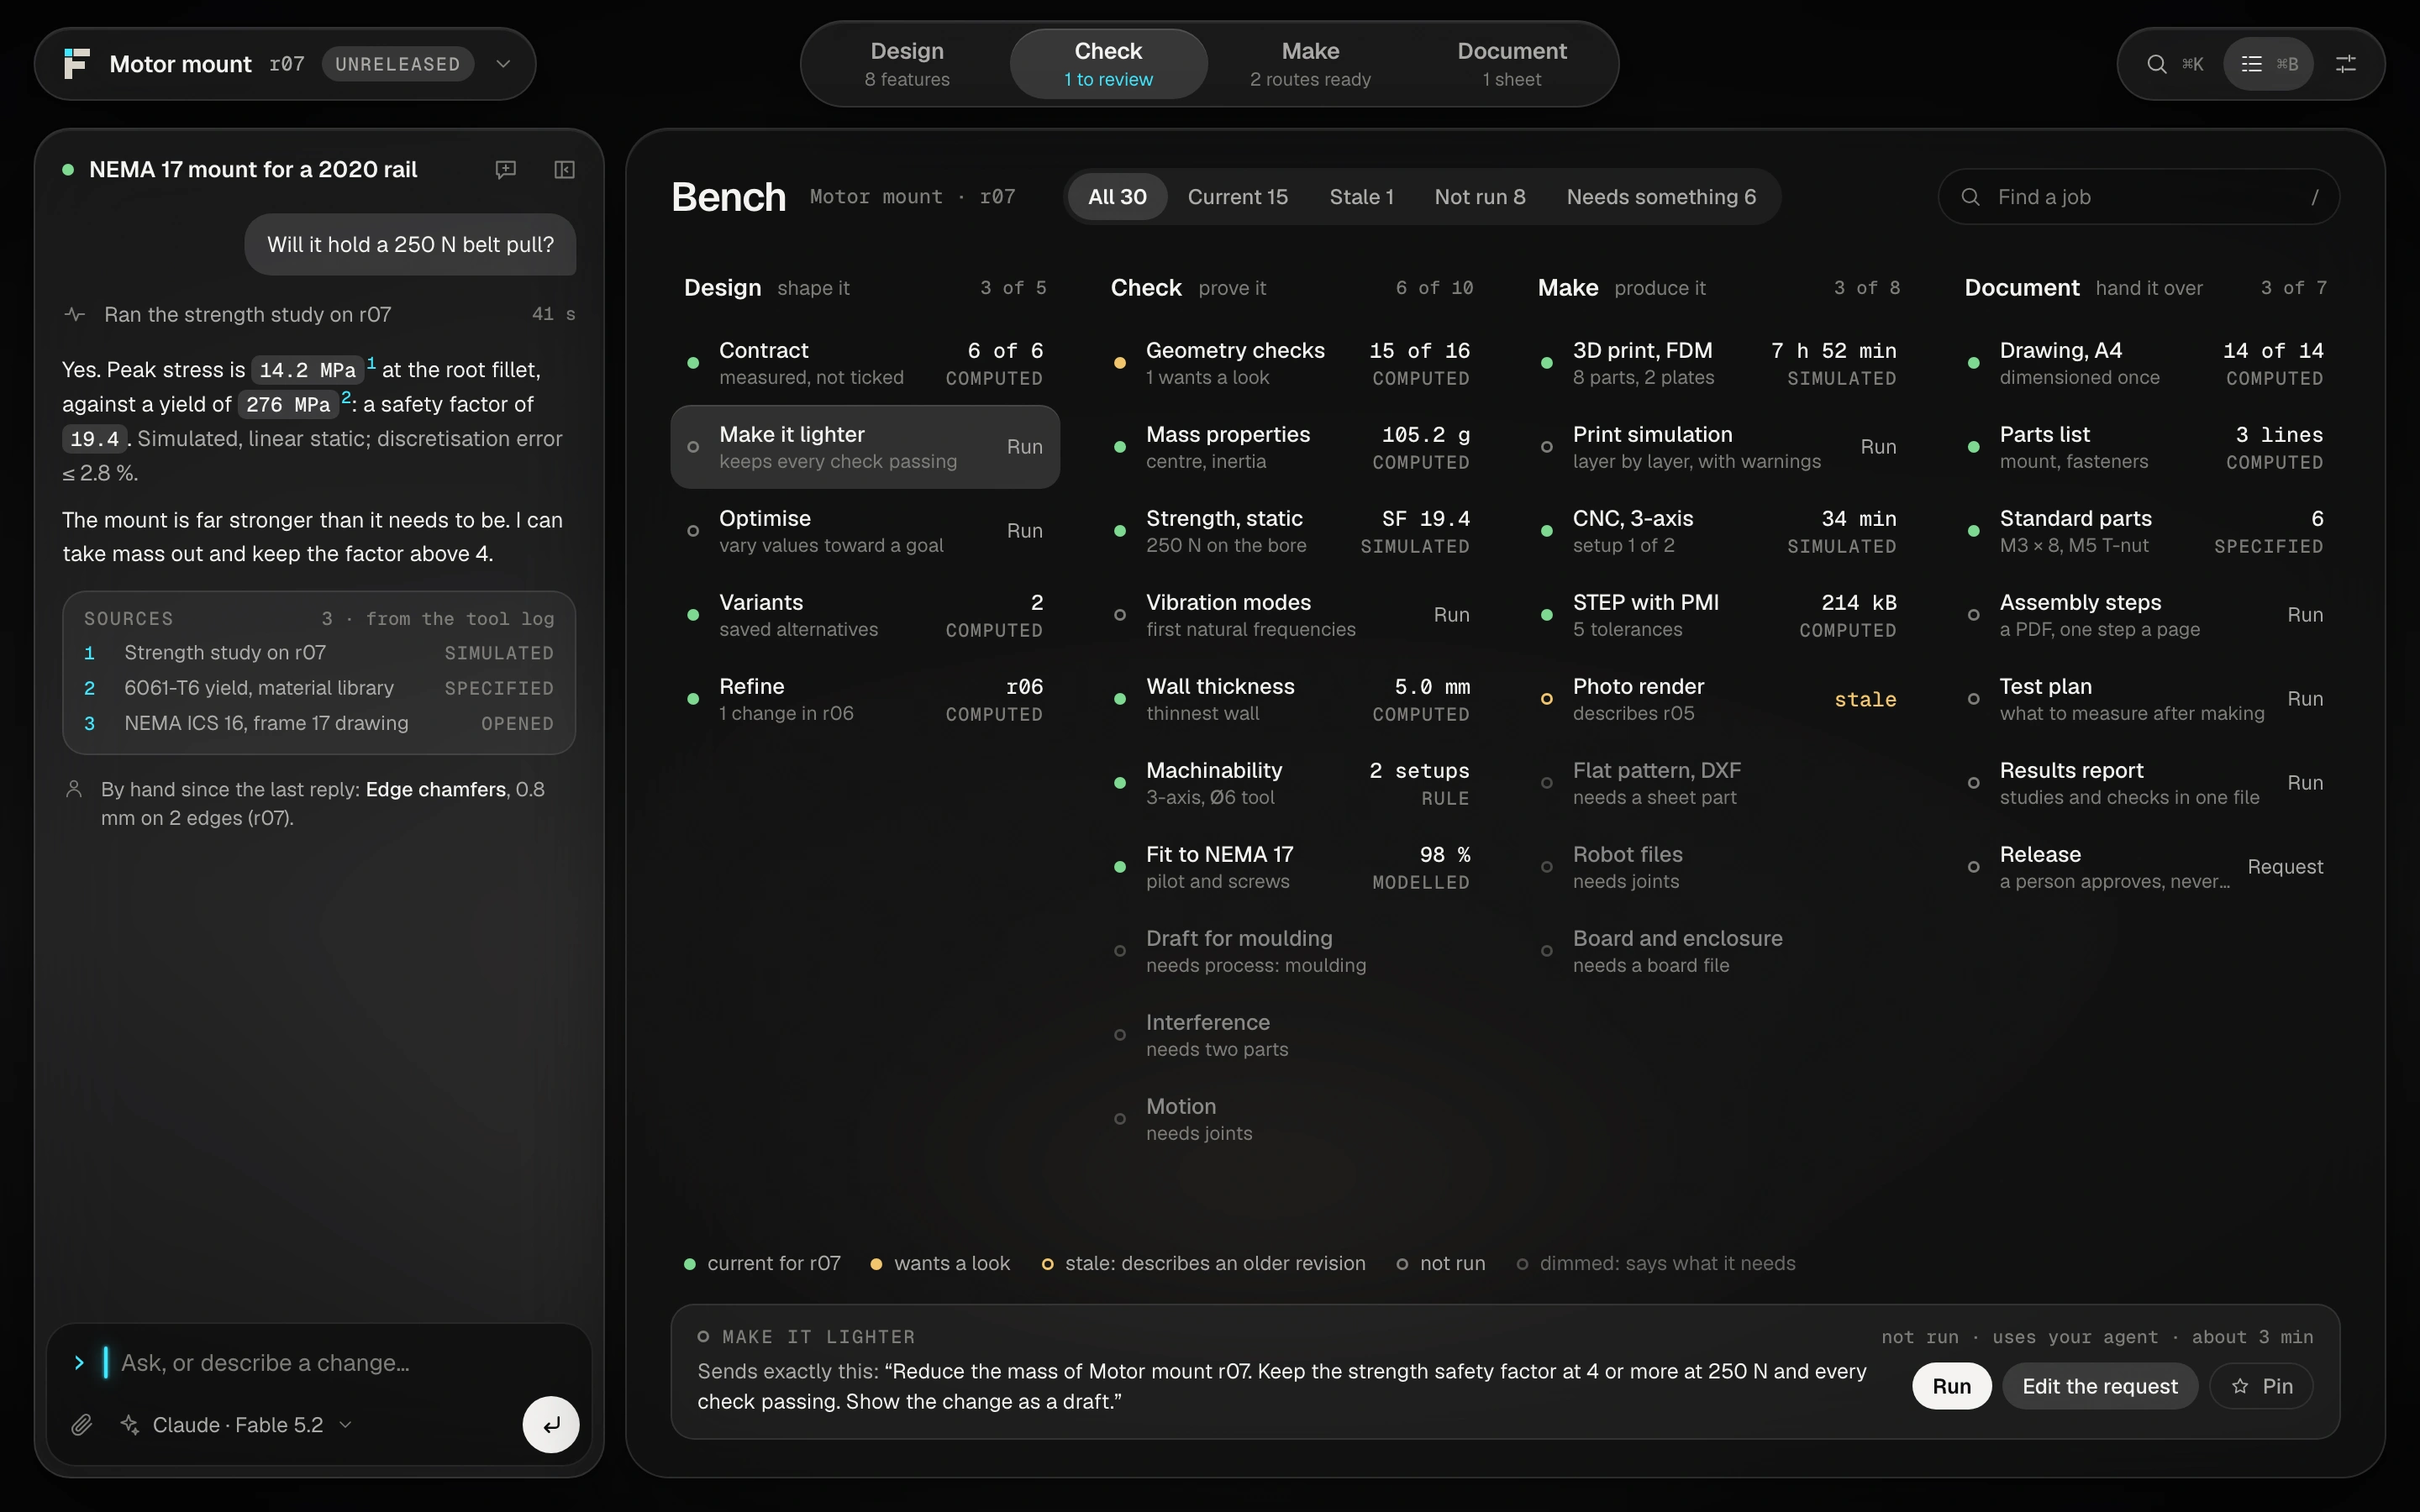 Motor mount r07 UNRELEASED
Design
8 features
Check
1 to review
Make
2 routes ready
Document
1 sheet
⌘K
⌘B
NEMA 17 mount for a 2020 rail
Will it hold a 250 N belt pull?
Ran the strength study on r07 41 s
Yes. Peak stress is 14.2 MPa 1 at the root fillet,
against a yield of 276 MPa 2: a safety factor of
19.4. Simulated, linear static; discretisation error
≤ 2.8 %.
The mount is far stronger than it needs to be. I can
take mass out and keep the factor above 4.
SOURCES 3 · from the tool log
1 Strength study on r07 SIMULATED
2 6061-T6 yield, material library SPECIFIED
3 NEMA ICS 16, frame 17 drawing OPENED
By hand since the last reply: Edge chamfers, 0.8
mm on 2 edges (r07).
Ask, or describe a change…
Claude · Fable 5.2
Bench Motor mount · r07
All 30 Current 15 Stale 1 Not run 8 Needs something 6
Find a job /
Design shape it 3 of 5
Contract 6 of 6
measured, not ticked COMPUTED
Make it lighter Run
keeps every check passing
Optimise Run
vary values toward a goal
Variants 2
saved alternatives COMPUTED
Refine r06
1 change in r06 COMPUTED
Check prove it 6 of 10
Geometry checks 15 of 16
1 wants a look COMPUTED
Mass properties 105.2 g
centre, inertia COMPUTED
Strength, static SF 19.4
250 N on the bore SIMULATED
Vibration modes Run
first natural frequencies
Wall thickness 5.0 mm
thinnest wall COMPUTED
Machinability 2 setups
3-axis, Ø6 tool RULE
Fit to NEMA 17 98 %
pilot and screws MODELLED
Draft for moulding
needs process: moulding
Interference
needs two parts
Motion
needs joints
Make produce it 3 of 8
3D print, FDM 7 h 52 min
8 parts, 2 plates SIMULATED
Print simulation Run
layer by layer, with warnings
CNC, 3-axis 34 min
setup 1 of 2 SIMULATED
STEP with PMI 214 kB
5 tolerances COMPUTED
Photo render stale
describes r05
Flat pattern, DXF
needs a sheet part
Robot files
needs joints
Board and enclosure
needs a board file
Document hand it over 3 of 7
Drawing, A4 14 of 14
dimensioned once COMPUTED
Parts list 3 lines
mount, fasteners COMPUTED
Standard parts 6
M3 × 8, M5 T-nut SPECIFIED
Assembly steps Run
a PDF, one step a page
Test plan Run
what to measure after making
Results report Run
studies and checks in one file
Release Request
a person approves, never…
current for r07 wants a look stale: describes an older revision not run dimmed: says what it needs
MAKE IT LIGHTER not run · uses your agent · about 3 min
Sends exactly this: “Reduce the mass of Motor mount r07. Keep the strength safety factor at 4 or more at 250 N and every
check passing. Show the change as a draft.”
Run Edit the request Pin